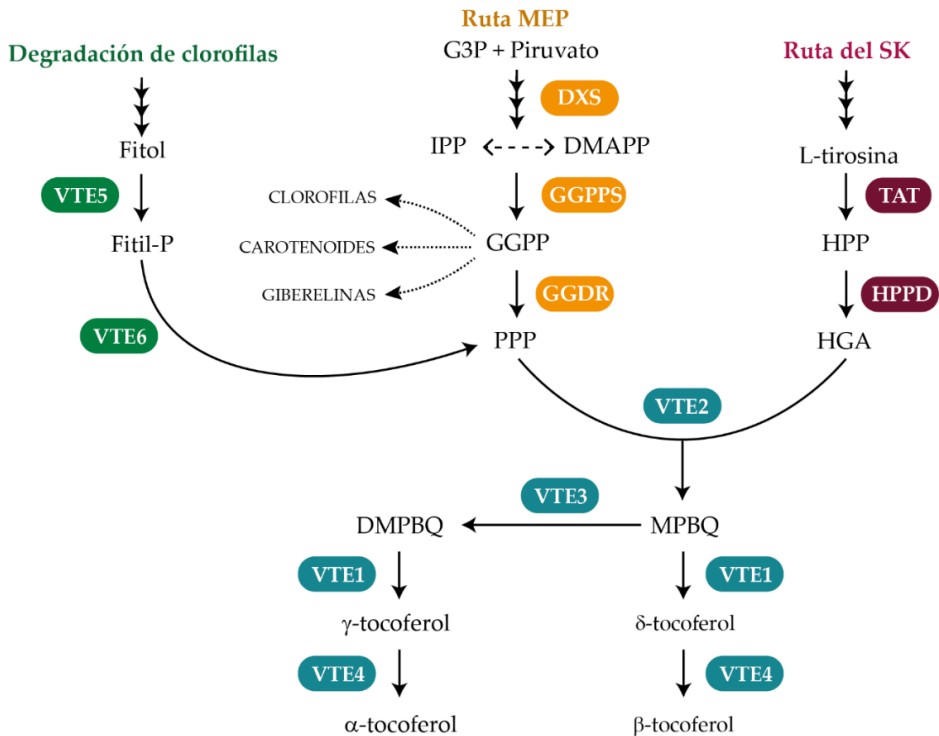 Ruta MEP
Degradación de clorofilas
G3P + Piruvato
Ruta del SK
DXS
Fitol
IPP
DMAPP
L-tirosina
VTE5
GGPPS
TAT
CLOROFILAS
Fitil-P
CAROTENOIDES
GGPP
HPP
GIBERELINAS
GGDR
HPPD
VTE6
PPP
HGA
VTE2
VTE3
DMPBQ
MPBQ
VTE1
VTE1
γ-tocoferol
δ-tocoferol
VTE4
VTE4
α-tocoferol
β-tocoferol